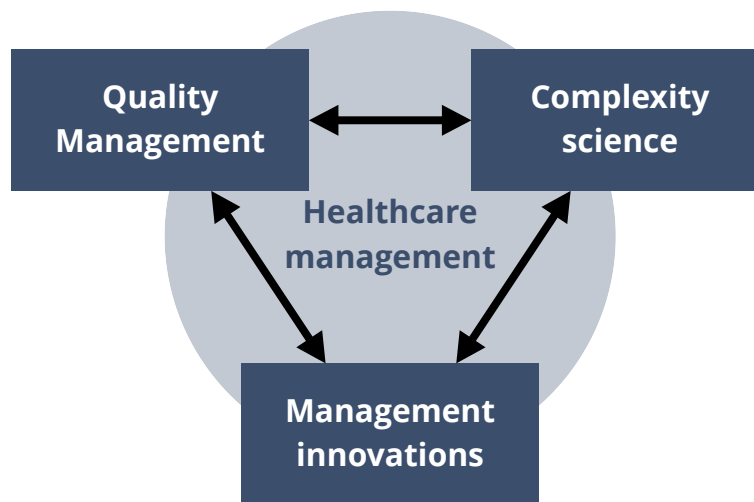 Quality
Management
Complexity
science
Healthcare
management
Management
innovations